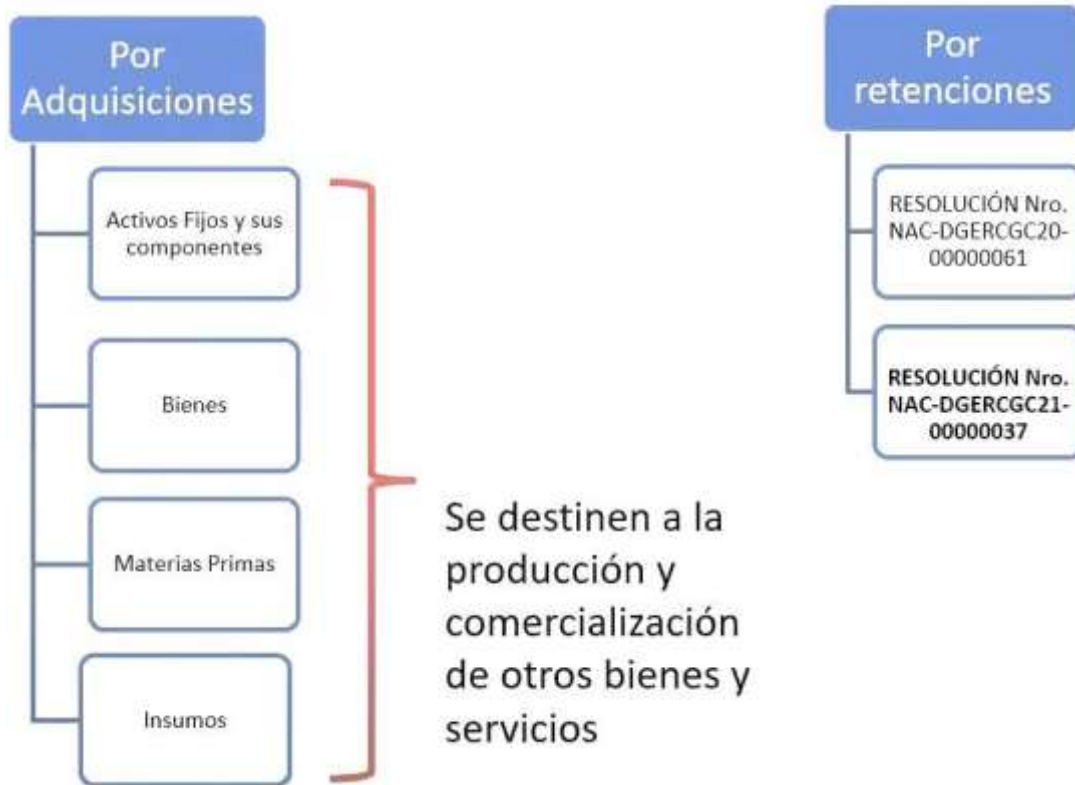 Por
Adquisiciones
Activos Fijos y sus
componentes
Bienes
Materias Primas
Insumos
Se destinen a la
producción y
comercialización
de otros bienes y
servicios
Por
retenciones
RESOLUCIÓN Nro.
NAC-DGERCGC20-
00000061
RESOLUCIÓN Nro.
NAC-DGERCGC21-
00000037